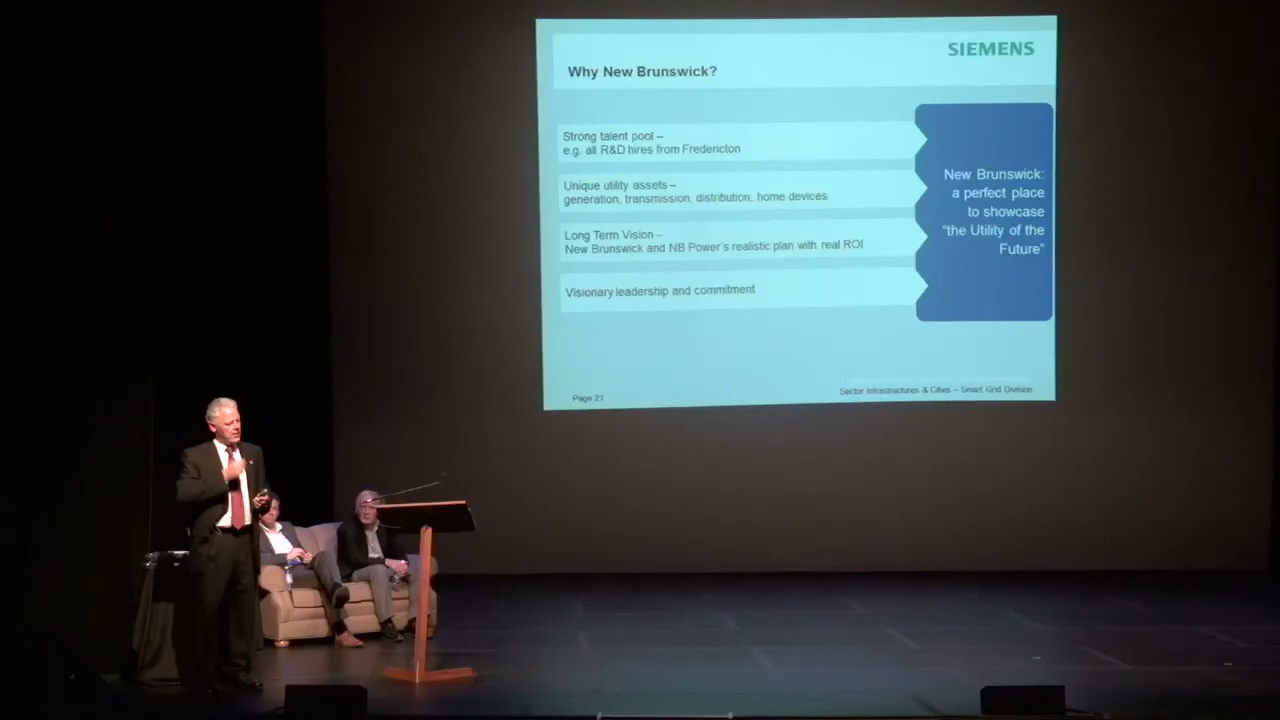 SIEMENS
Why New Brunswick?
Strong talent pool –
e.g. all R&D hires from Fredericton
Unique utility assets –
generation, transmission, distribution, home devices
Long Term Vision –
New Brunswick and NB Power's realistic plan with real ROI
Visionary leadership and commitment
New Brunswick:
a perfect place
to showcase
"the Utility of the
Future"
Page 21
Sector Infrastructures & Cities – Smart Grid Division